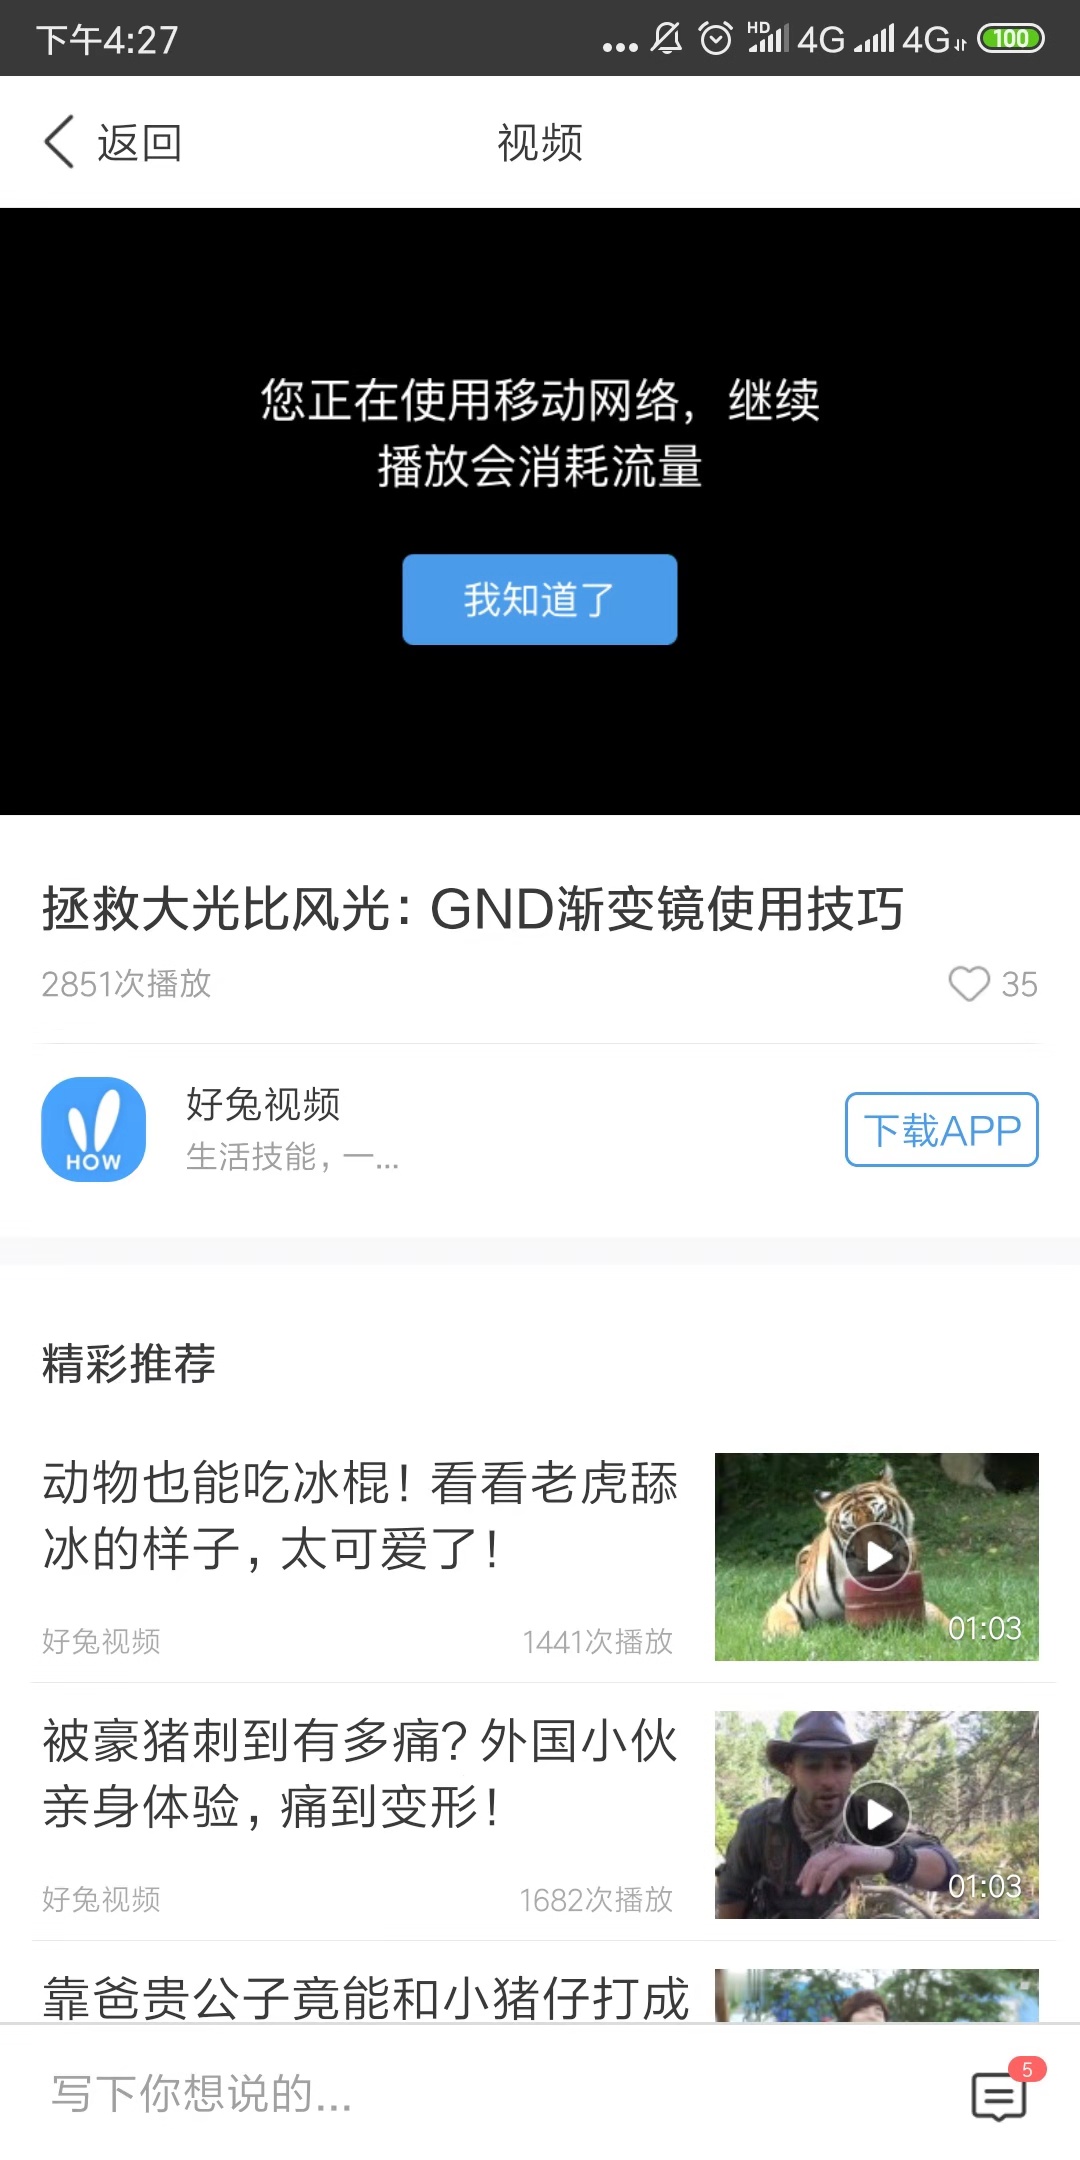 下午4:27
HD 4G 4G 100
返回
视频
您正在使用移动网络，继续
播放会消耗流量
我知道了
拯救大光比风光：GND渐变镜使用技巧
2851次播放
35
HOW
好兔视频
生活技能，一...
下载APP
精彩推荐
动物也能吃冰棍！看看老虎舔
冰的样子，太可爱了！
好兔视频
1441次播放
01:03
被豪猪刺到有多痛？外国小伙
亲身体验，痛到变形！
好兔视频
1682次播放
01:03
靠爸贵公子竟能和小猪仔打成
写下你想说的...
5